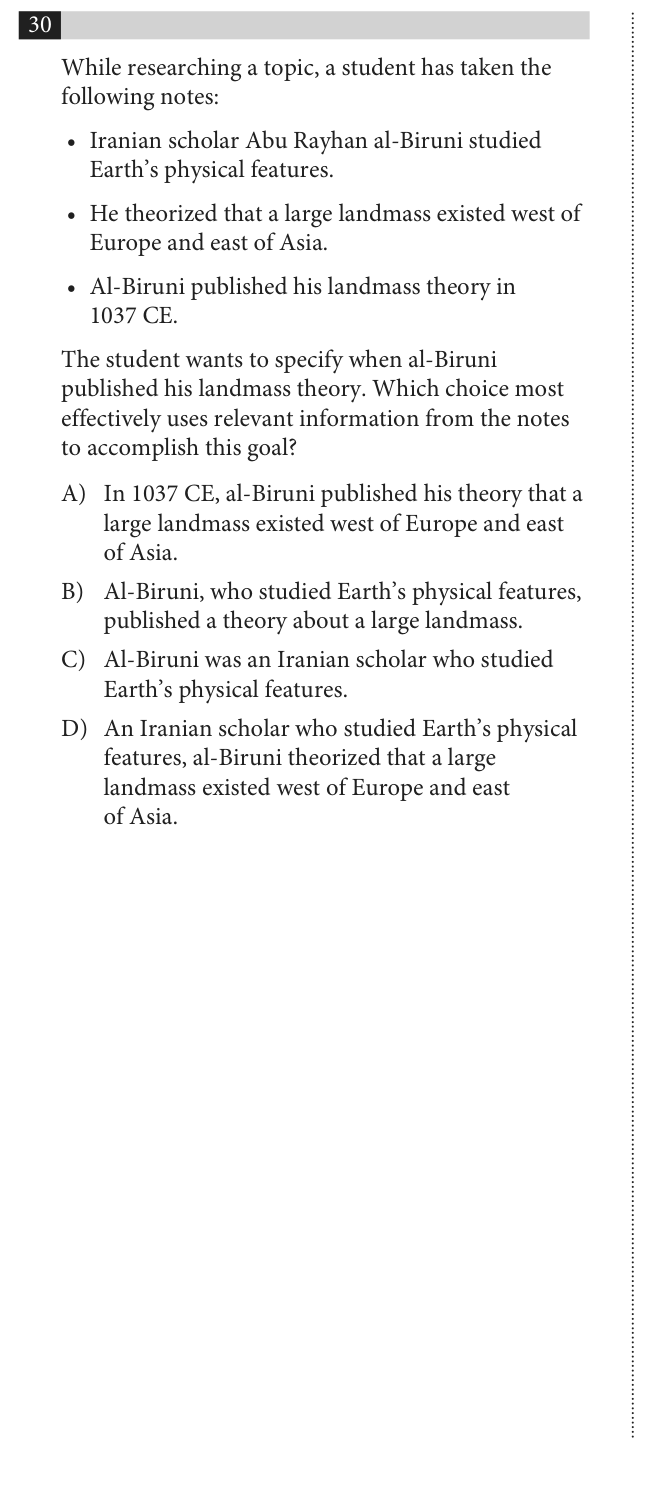 30
While researching a topic, a student has taken the
following notes:
• Iranian scholar Abu Rayhan al-Biruni studied
Earth’s physical features.
• He theorized that a large landmass existed west of
Europe and east of Asia.
• Al-Biruni published his landmass theory in
1037 CE.
The student wants to specify when al-Biruni
published his landmass theory. Which choice most
effectively uses relevant information from the notes
to accomplish this goal?
A) In 1037 CE, al-Biruni published his theory that a
large landmass existed west of Europe and east
of Asia.
B) Al-Biruni, who studied Earth’s physical features,
published a theory about a large landmass.
C) Al-Biruni was an Iranian scholar who studied
Earth’s physical features.
D) An Iranian scholar who studied Earth’s physical
features, al-Biruni theorized that a large
landmass existed west of Europe and east
of Asia.